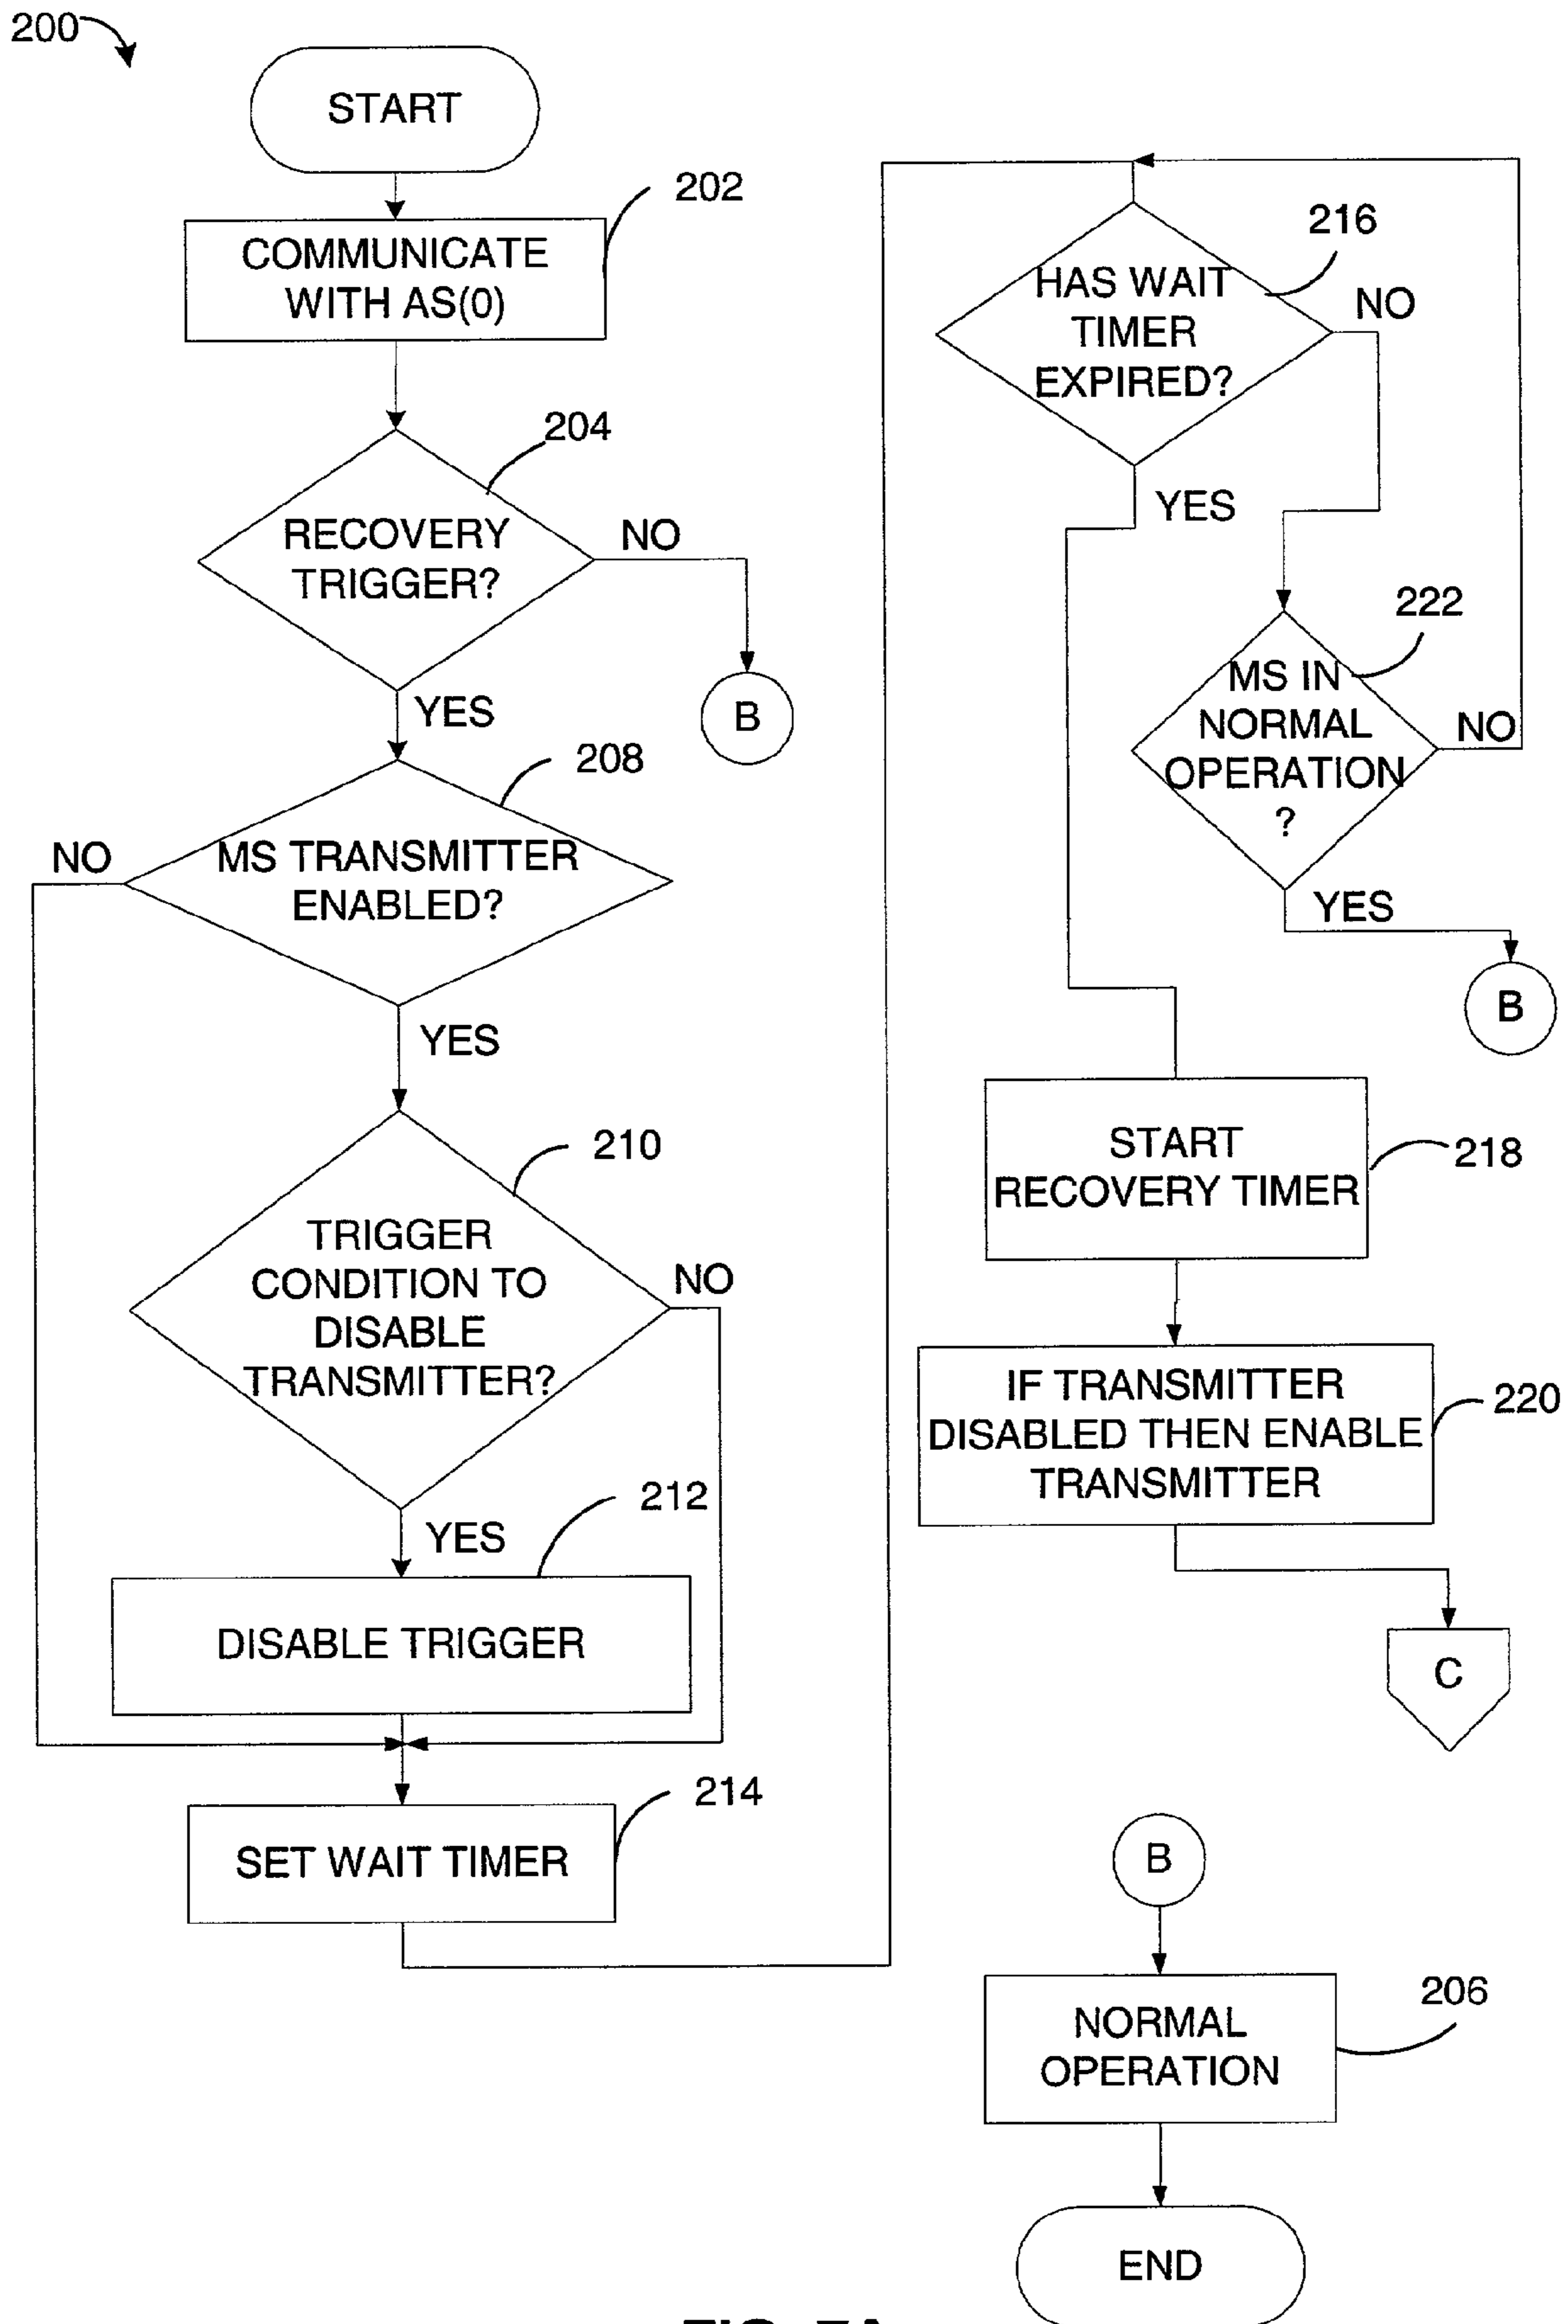 200
START
202
COMMUNICATE
WITH AS(0)
204
RECOVERY
TRIGGER?
NO
B
YES
208
MS TRANSMITTER
ENABLED?
NO
YES
210
TRIGGER
CONDITION TO
DISABLE
TRANSMITTER?
NO
YES
212
DISABLE TRIGGER
214
SET WAIT TIMER
216
HAS WAIT
TIMER
EXPIRED?
NO
YES
222
MS IN
NORMAL
OPERATION
?
NO
YES
B
START
RECOVERY TIMER
218
IF TRANSMITTER
DISABLED THEN ENABLE
TRANSMITTER
220
C
B
NORMAL
OPERATION
206
END